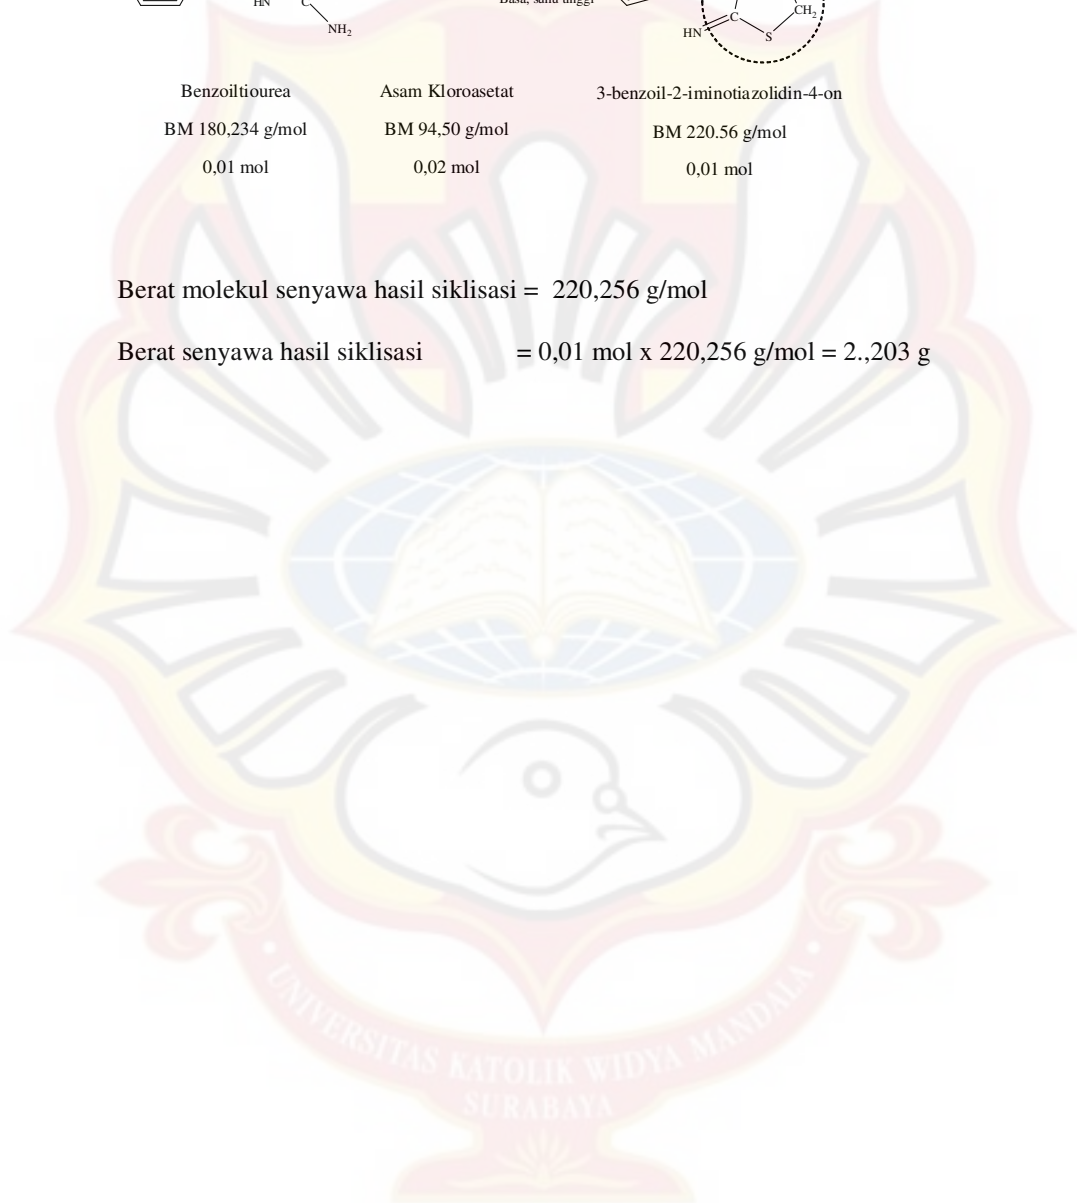 HN C
NH2
CH2
C
HN
S
Benzoiltiourea Asam Kloroasetat 3-benzoil-2-iminotiazolidin-4-on
BM 180,234 g/mol BM 94,50 g/mol BM 220.56 g/mol
0,01 mol 0,02 mol 0,01 mol
Berat molekul senyawa hasil siklisasi = 220,256 g/mol
Berat senyawa hasil siklisasi = 0,01 mol x 220,256 g/mol = 2.,203 g
UNIVERSITAS KATOLIK WIDYA MANDALA
SURABAYA